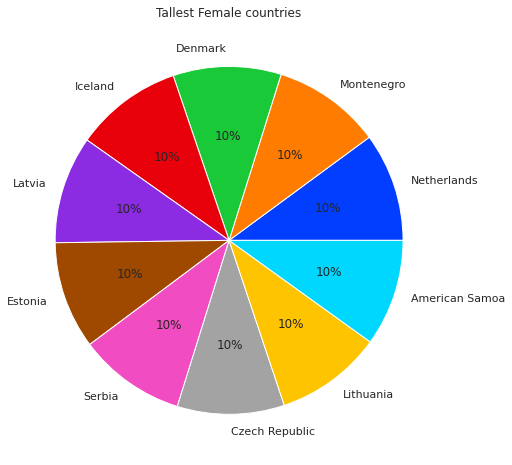 Tallest Female countries
Denmark
Iceland
Montenegro
10%
10%
10%
Latvia
Netherlands
10%
10%
Estonia
10%
10%
American Samoa
10%
10%
10%
Serbia
Lithuania
Czech Republic